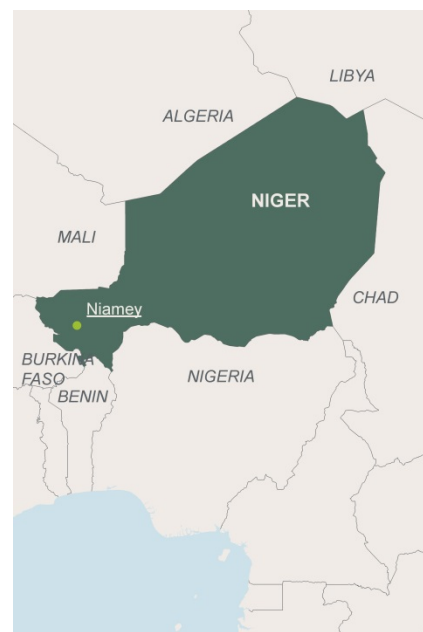 LIBYA
ALGERIA
NIGER
MALI
CHAD
Niamey
BURKINA
FASO
NIGERIA
BENIN